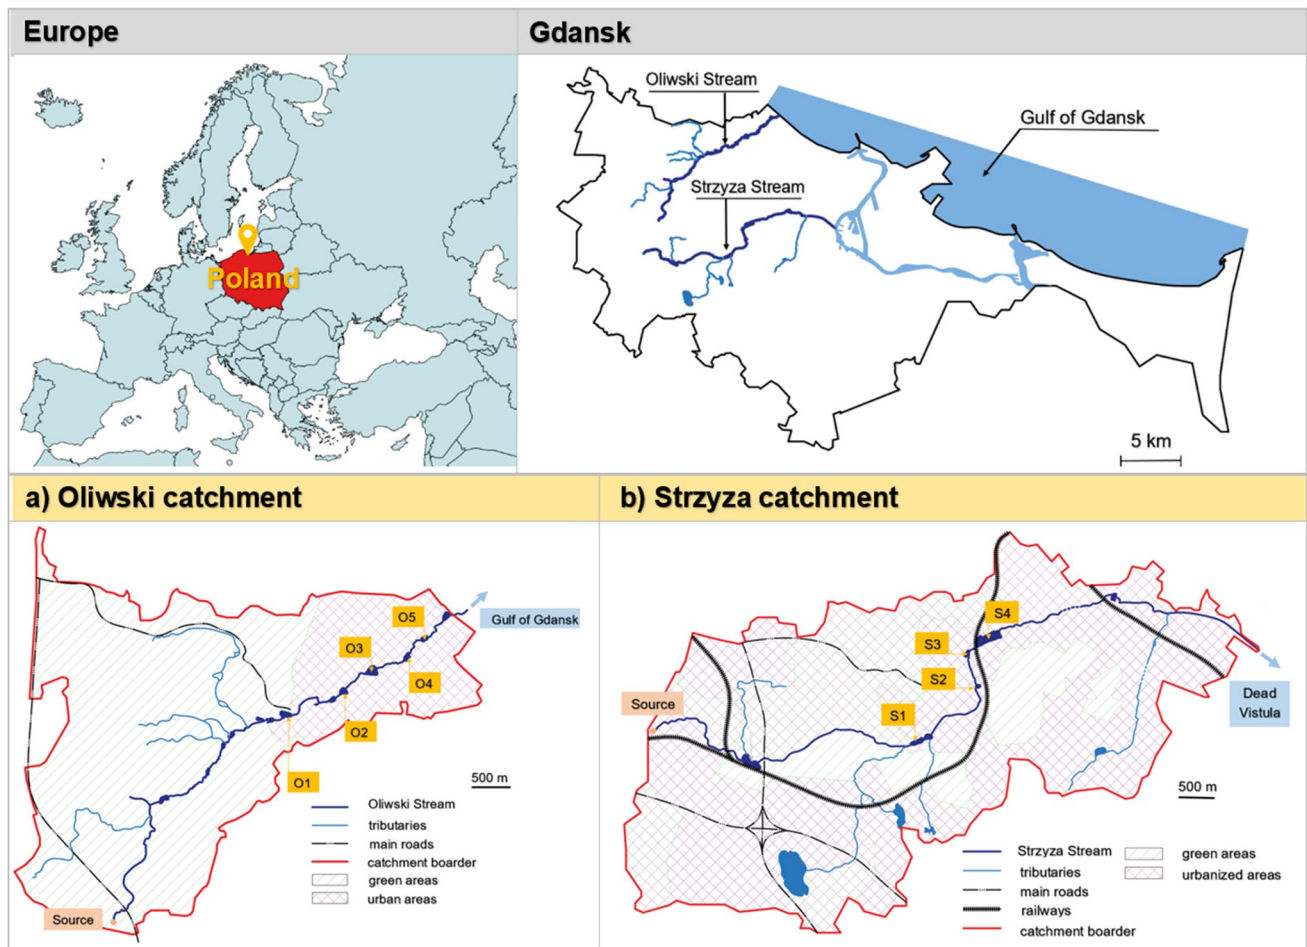 Europe
Gdansk
Poland
Oliwski Stream
Gulf of Gdansk
Strzyza Stream
5 km
a) Oliwski catchment
b) Strzyza catchment
O5
Gulf of Gdansk
O3
O4
O2
O1
500 m
Oliwski Stream
tributaries
main roads
catchment boarder
green areas
urban areas
Source
S4
S3
S2
Source
S1
Dead
Vistula
500 m
Strzyza Stream
tributaries
main roads
railways
catchment boarder
green areas
urbanized areas